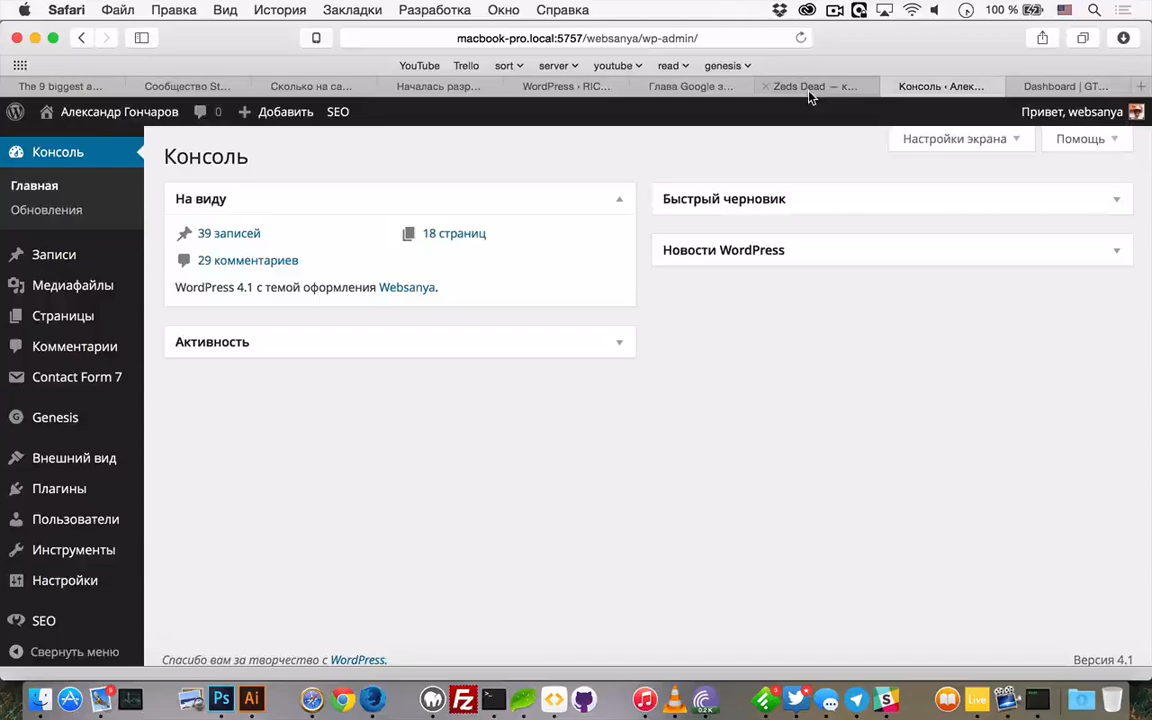 Safari Файл Правка Вид История Закладки Разработка Окно Справка 100 %
macbook-pro.local:5757/websanya/wp-admin/
YouTube Trello sort server youtube read genesis
The 9 biggest a... Сообщество St... Сколько на са... Началась разр... WordPress › RIC... Глава Google з... Zeds Dead — к... Консоль ‹ Алек... Dashboard | GT...
Александр Гончаров 0 Добавить SEO Привет, websanya
Консоль
Главная
Обновления
Записи
Медиафайлы
Страницы
Комментарии
Contact Form 7
Genesis
Внешний вид
Плагины
Пользователи
Инструменты
Настройки
SEO
Свернуть меню
Настройки экрана Помощь
Консоль
На виду
39 записей 18 страниц
29 комментариев
WordPress 4.1 с темой оформления Websanya.
Активность
Быстрый черновик
Новости WordPress
Спасибо вам за творчество с WordPress. Версия 4.1
Ps Ai Fz Live S